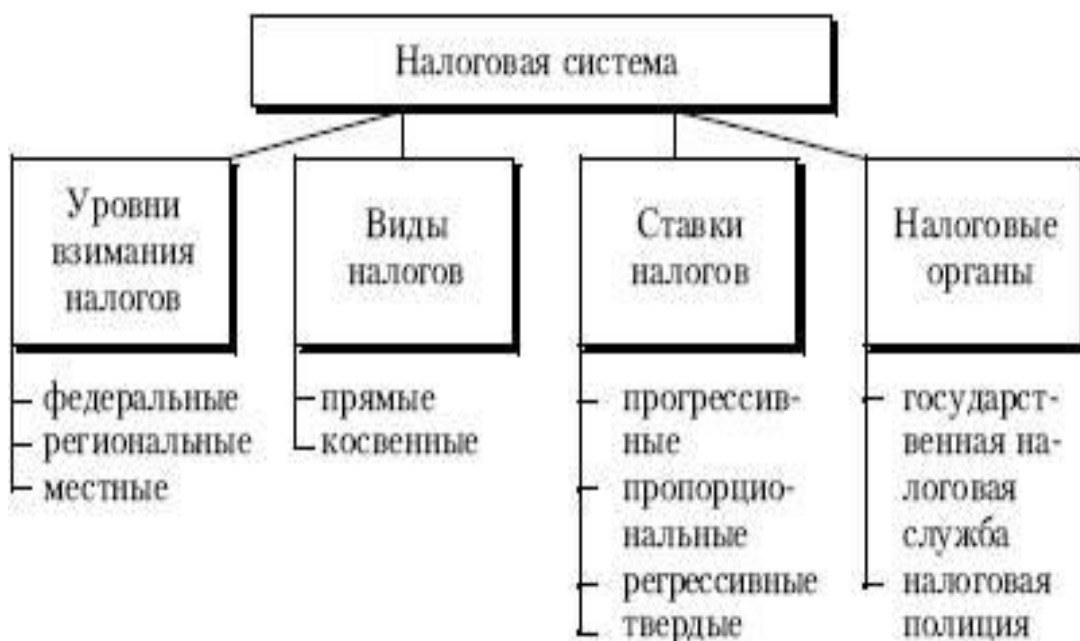 Налоговая система
Уровни
взимания
налогов
федеральные
региональные
местные
Виды
налогов
прямые
косвенные
Ставки
налогов
прогрессив-
ные
пропорцио-
нальные
регрессивные
твердые
Налоговые
органы
государст-
венная на-
логовая
служба
налоговая
полиция